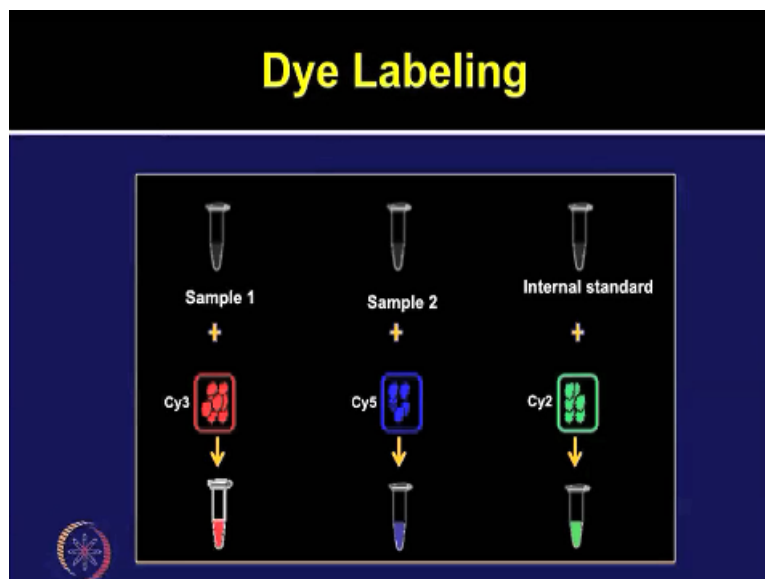 Dye Labeling
Sample 1
Sample 2
Internal standard
+
+
+
Cy3
Cy5
Cy2